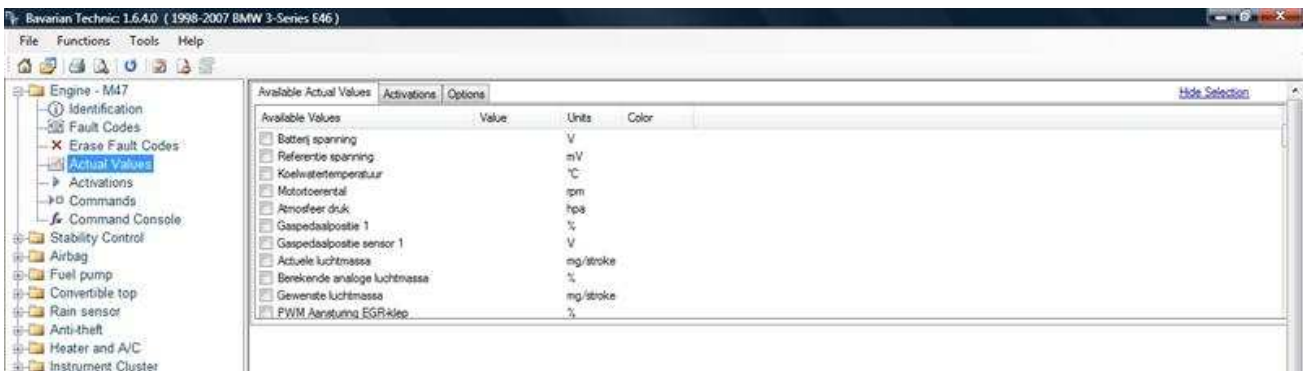 Bavarian Technic: 1.6.4.0 ( 1998-2007 BMW 3-Series E46 )
File Functions Tools Help
Engine - M47
Identification
Fault Codes
Erase Fault Codes
Actual Values
Activations
Commands
Command Console
Stability Control
Airbag
Fuel pump
Convertible top
Rain sensor
Anti-theft
Heater and A/C
Instrument Cluster
Available Actual Values Activations Options Hide Selection
Available Values Value Units Color
Batterij spanning V
Referentie spanning mV
Koelwatertemperatuur °C
Motortoerental rpm
Atmosfeer druk hpa
Gaspedaalpositie 1 %
Gaspedaalpositie sensor 1 V
Actuele luchtmassa mg/stroke
Berekende analoge luchtmassa %
Gewenste luchtmassa mg/stroke
PWM Aansturing EGR-klep %